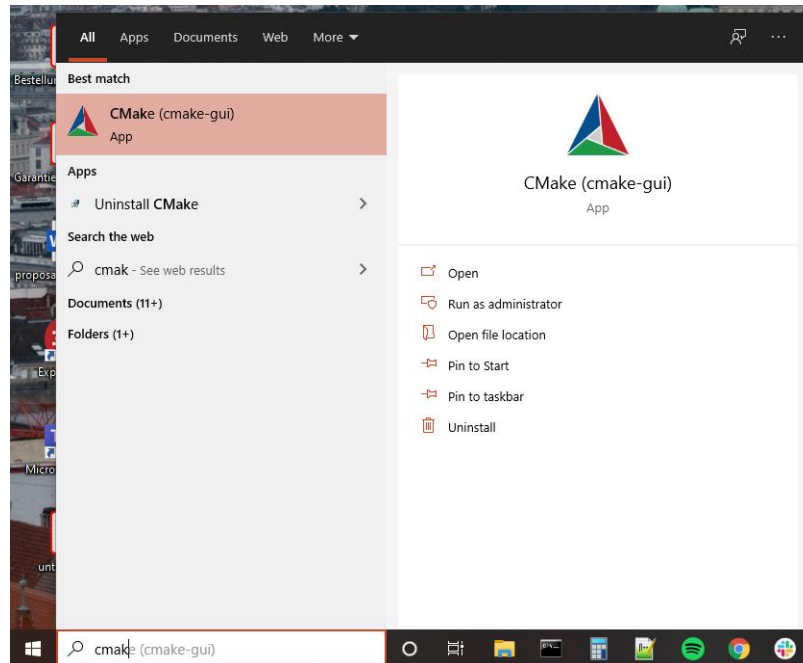 All Apps Documents Web More
Bestellu
Best match
CMake (cmake-gui)
App
Garantie
Apps
Uninstall CMake
Search the web
proposa
cmak - See web results
Documents (11+)
Folders (1+)
Exp
Micro
unt
CMake (cmake-gui)
App
Open
Run as administrator
Open file location
Pin to Start
Pin to taskbar
Uninstall
cmake (cmake-gui)